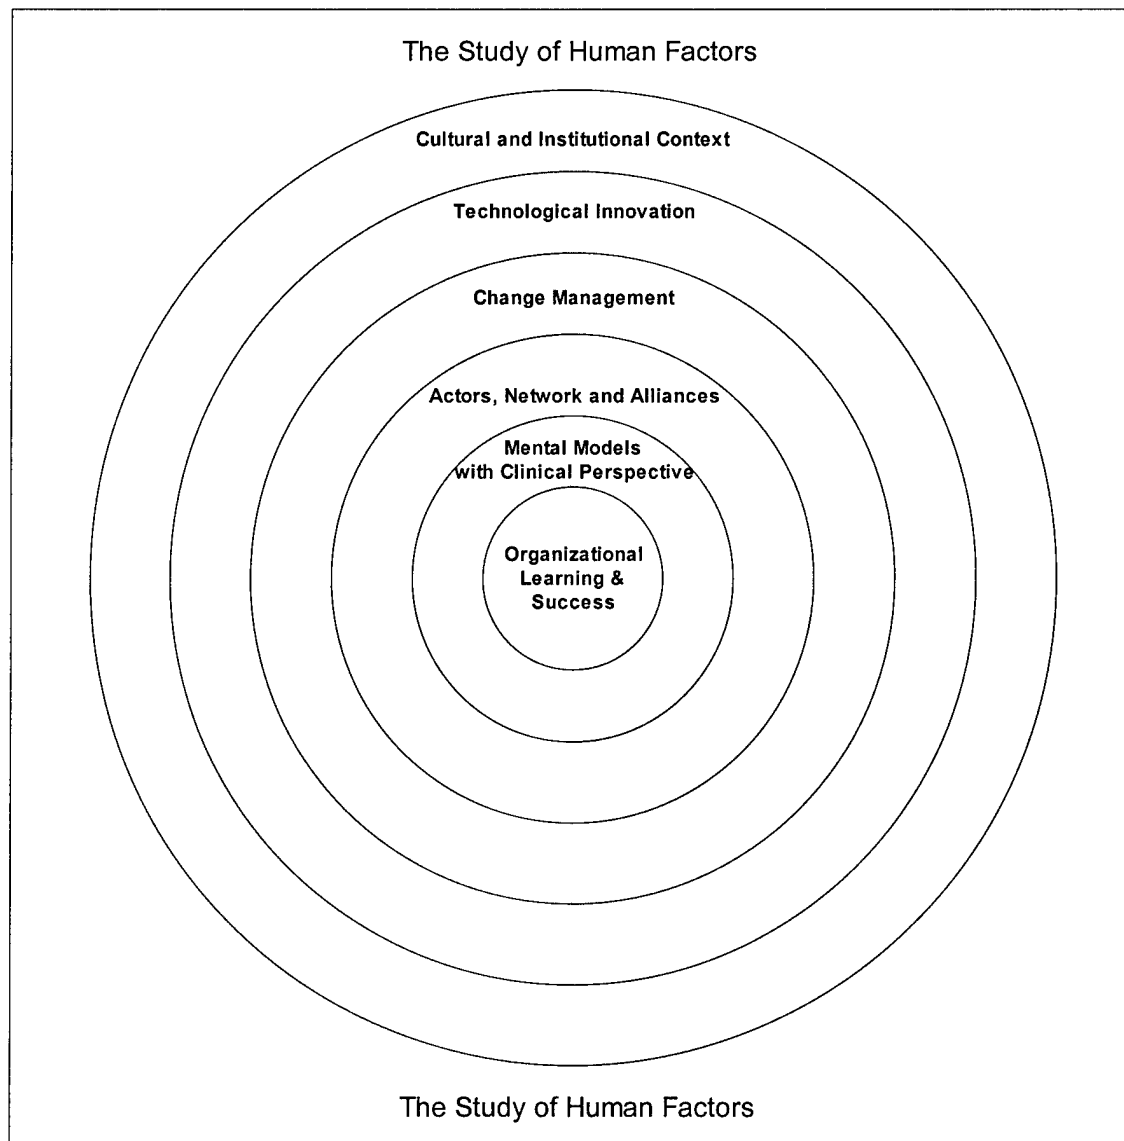 The Study of Human Factors
Cultural and Institutional Context
Technological Innovation
Change Management
Actors, Network and Alliances
Mental Models
with Clinical Perspective
Organizational
Learning &
Success
The Study of Human Factors